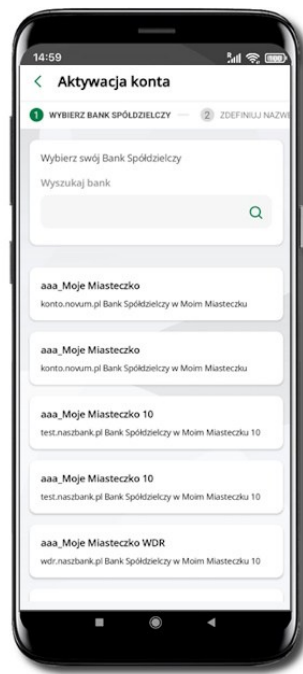 14:59
Aktywacja konta
1 WYBIERZ BANK SPÓŁDZIELCZY 2 ZDEFINIUJ NAZW
Wybierz swój Bank Spółdzielczy
Wyszukaj bank
aaa_Moje Miasteczko
konto.novum.pl Bank Spółdzielczy w Moim Miasteczku
aaa_Moje Miasteczko
konto.novum.pl Bank Spółdzielczy w Moim Miasteczku
aaa_Moje Miasteczko 10
test.naszbank.pl Bank Spółdzielczy w Moim Miasteczku 10
aaa_Moje Miasteczko 10
test.naszbank.pl Bank Spółdzielczy w Moim Miasteczku 10
aaa_Moje Miasteczko WDR
wdr.naszbank.pl Bank Spółdzielczy w Moim Miasteczku 10